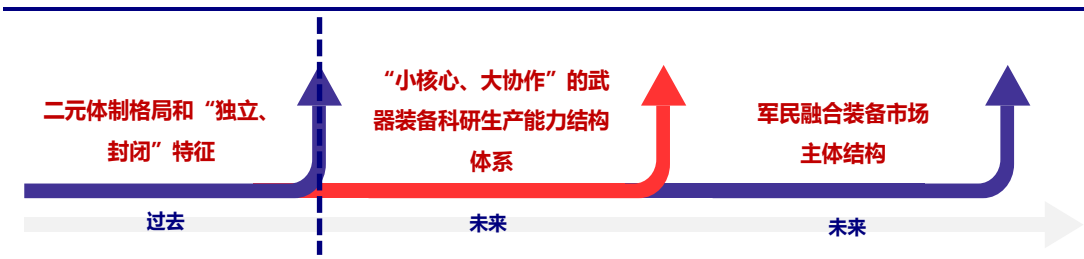 二元体制格局和“独立、
封闭”特征
“小核心、大协作”的武
器装备科研生产能力结构
体系
军民融合装备市场
主体结构
过去
未来
未来